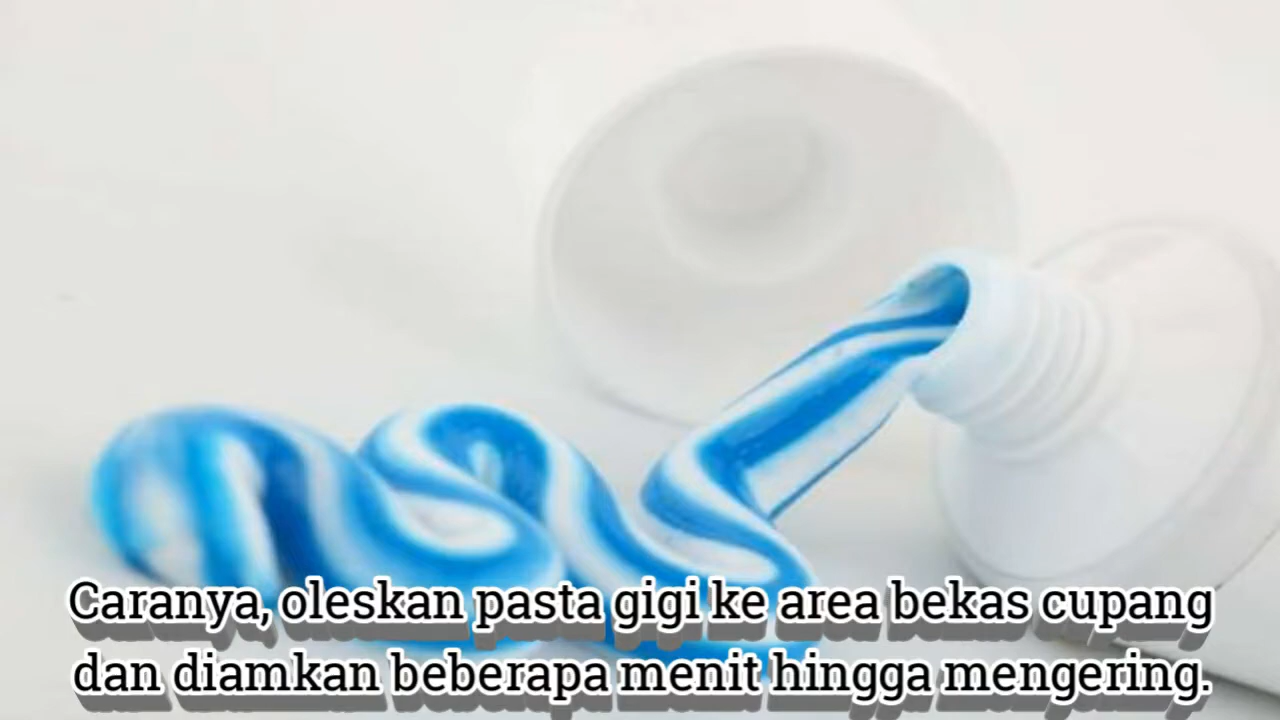 Caranya, oleskan pasta gigi ke area bekas cupang
dan diamkan beberapa menit hingga mengering.